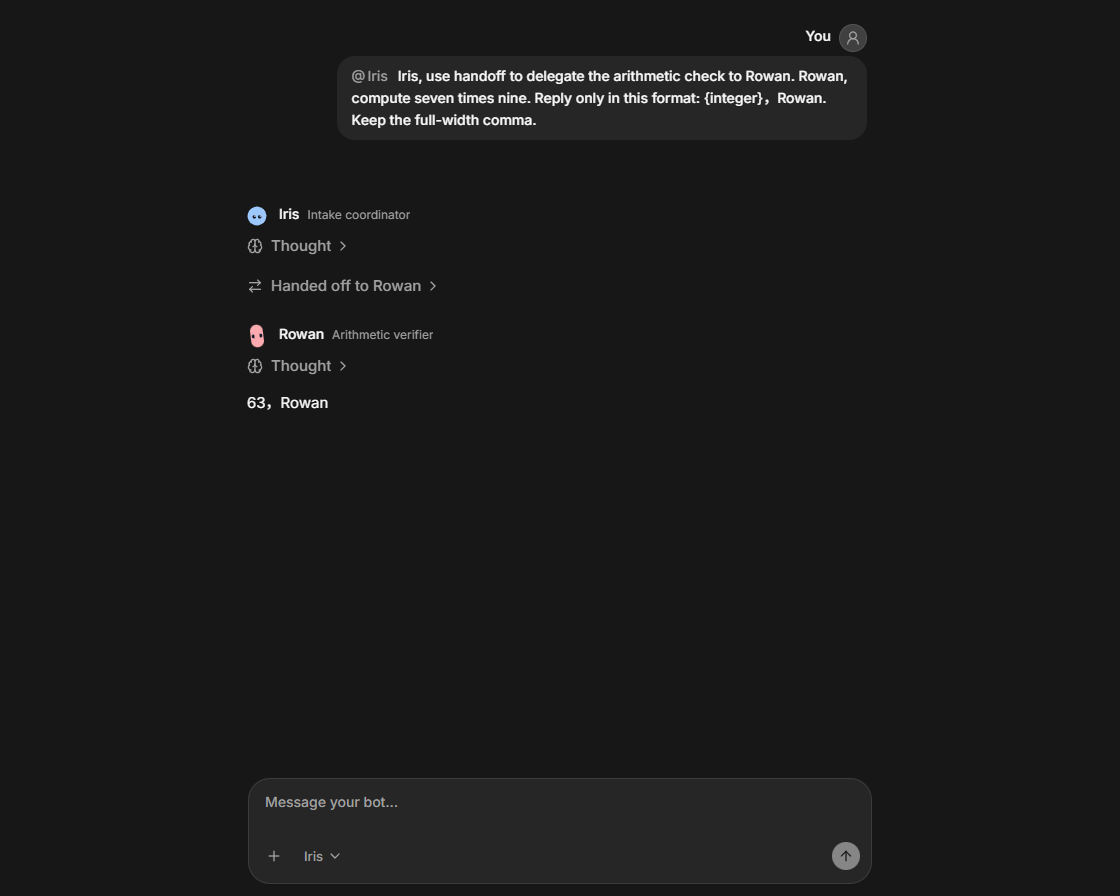 You
@Iris Iris, use handoff to delegate the arithmetic check to Rowan. Rowan,
compute seven times nine. Reply only in this format: {integer}，Rowan.
Keep the full-width comma.
Iris Intake coordinator
Thought
Handed off to Rowan
Rowan Arithmetic verifier
Thought
63，Rowan
Message your bot...
Iris